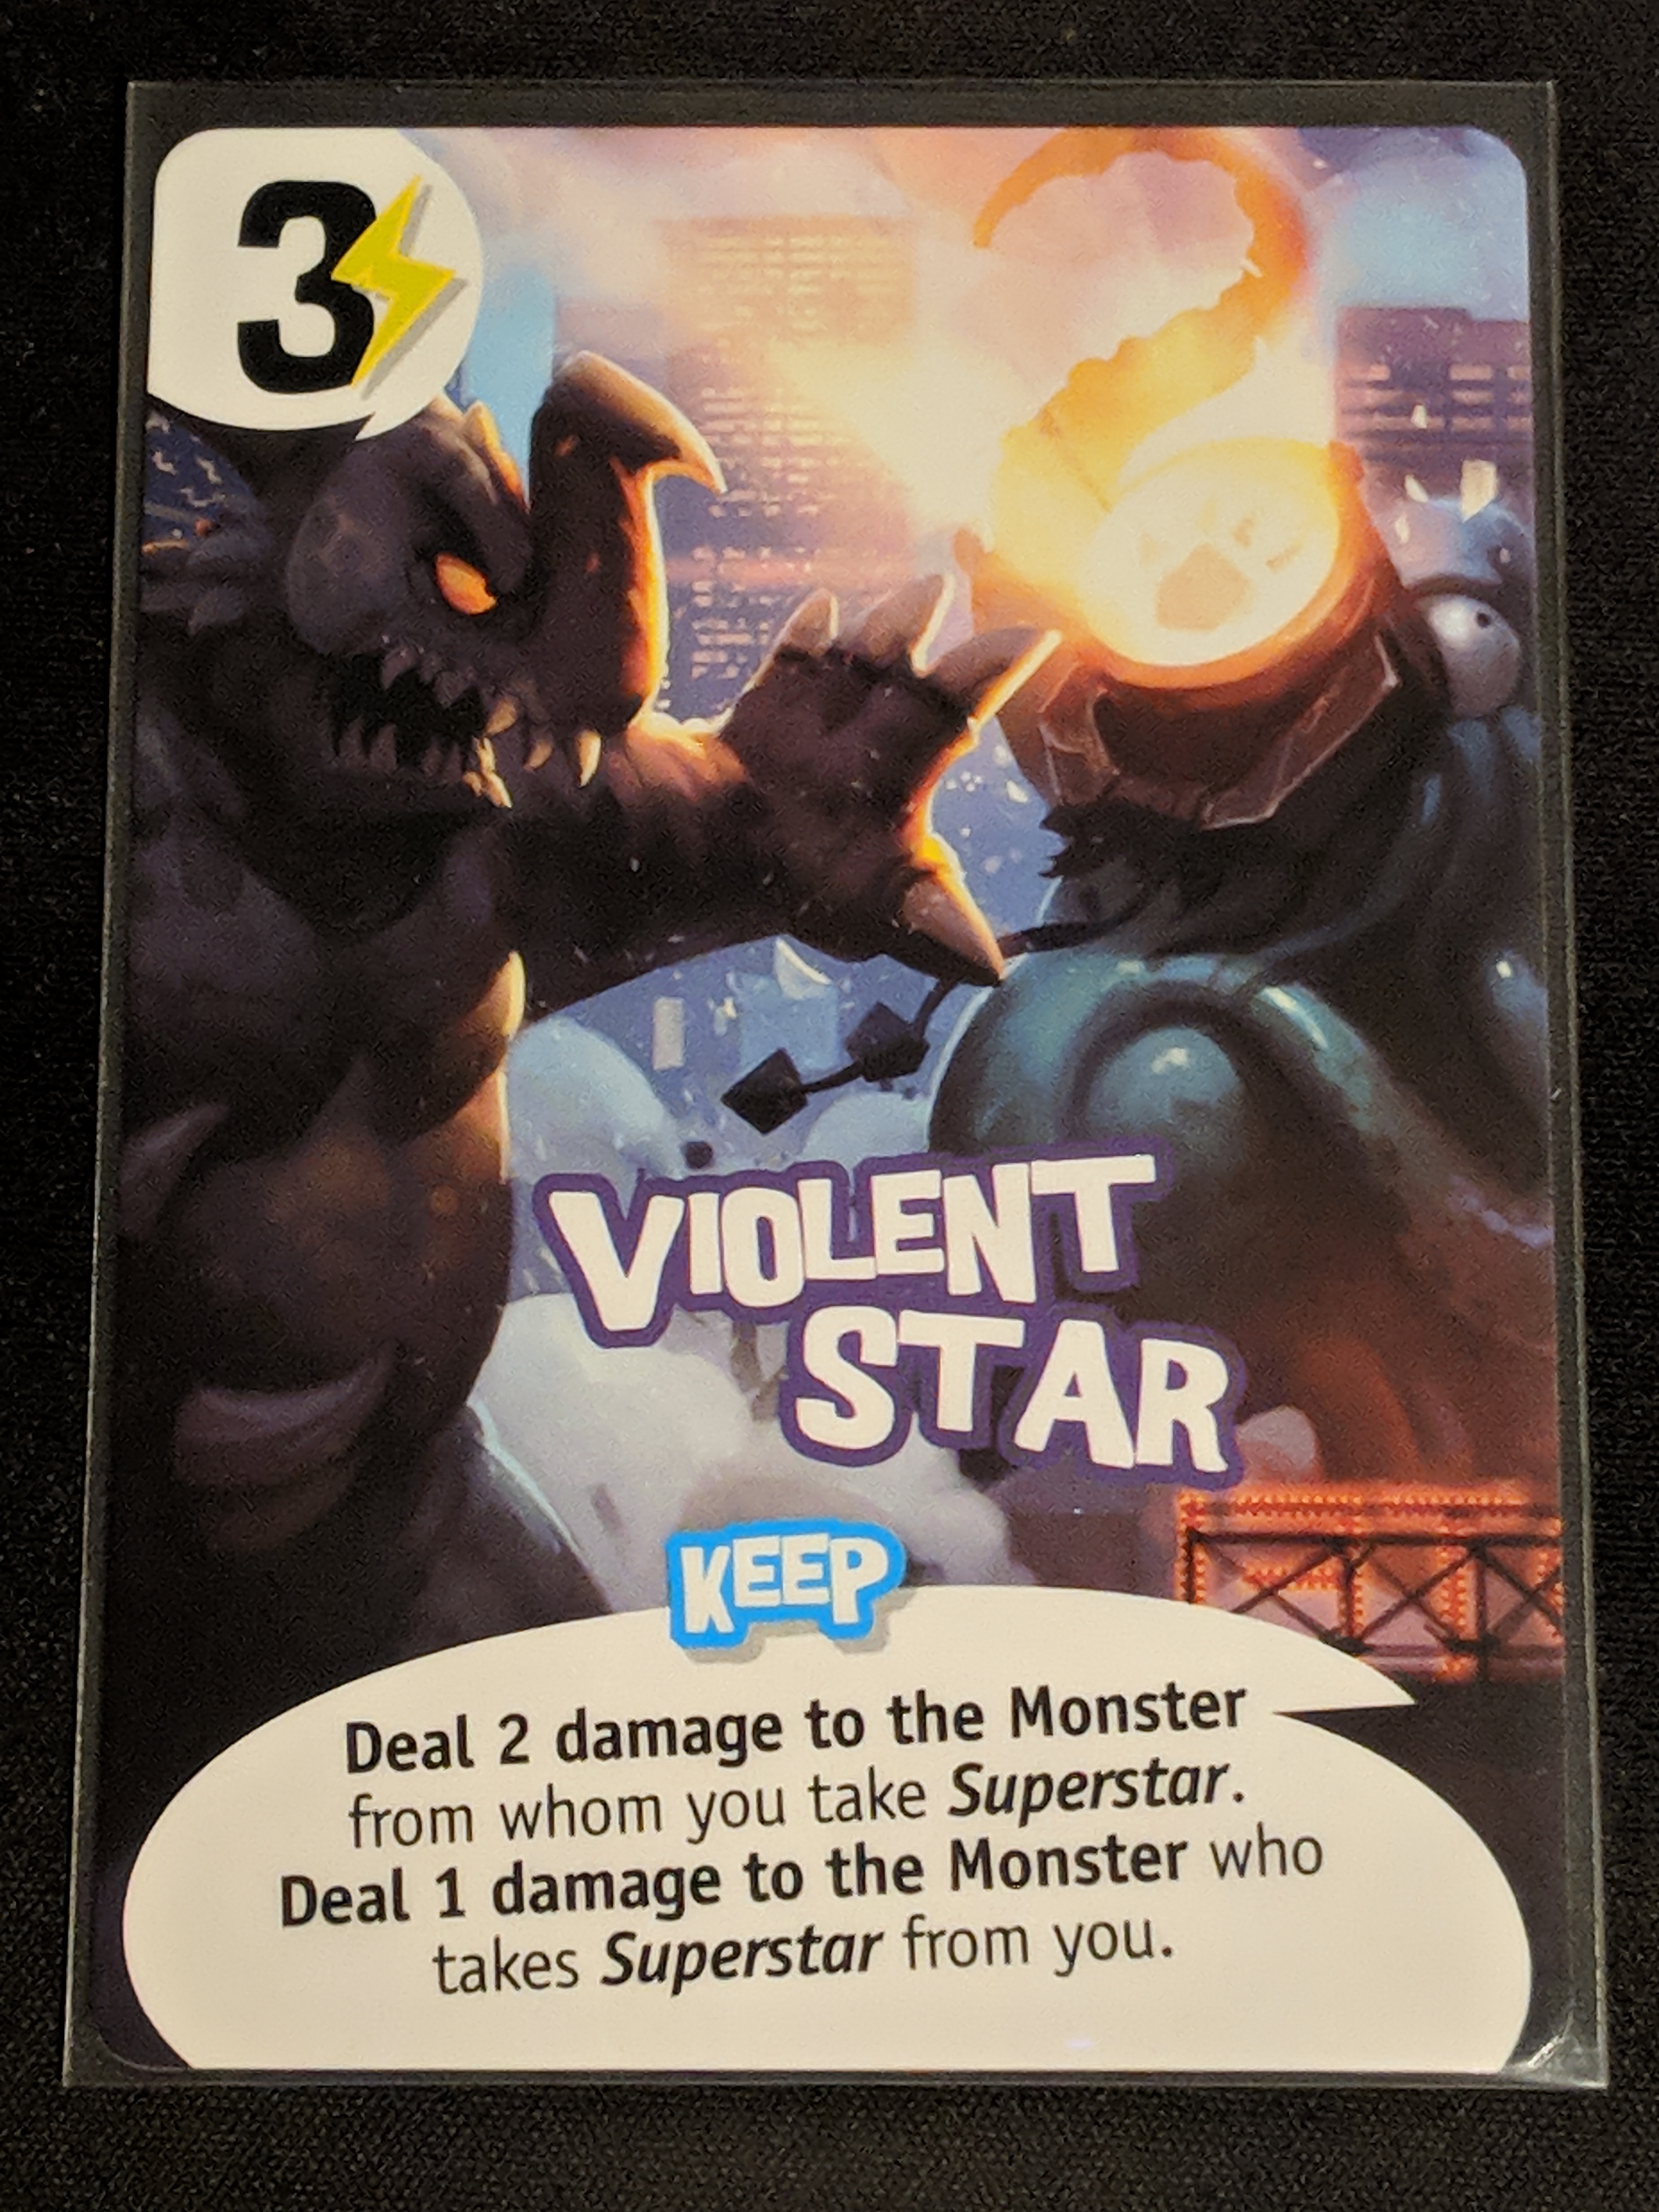 3
VIOLENT
STAR
KEEP
Deal 2 damage to the Monster
from whom you take Superstar.
Deal 1 damage to the Monster who
takes Superstar from you.